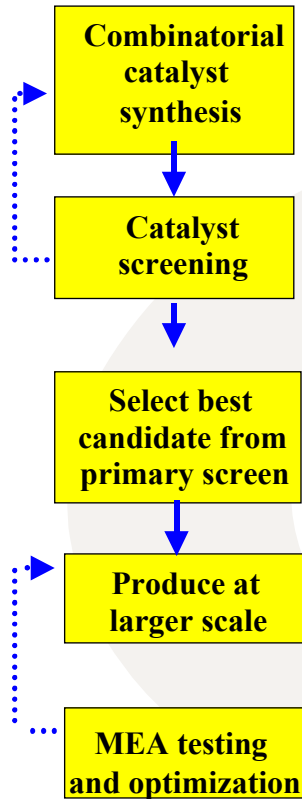 Combinatorial
catalyst
synthesis
Catalyst
screening
Select best
candidate from
primary screen
Produce at
larger scale
MEA testing
and optimization